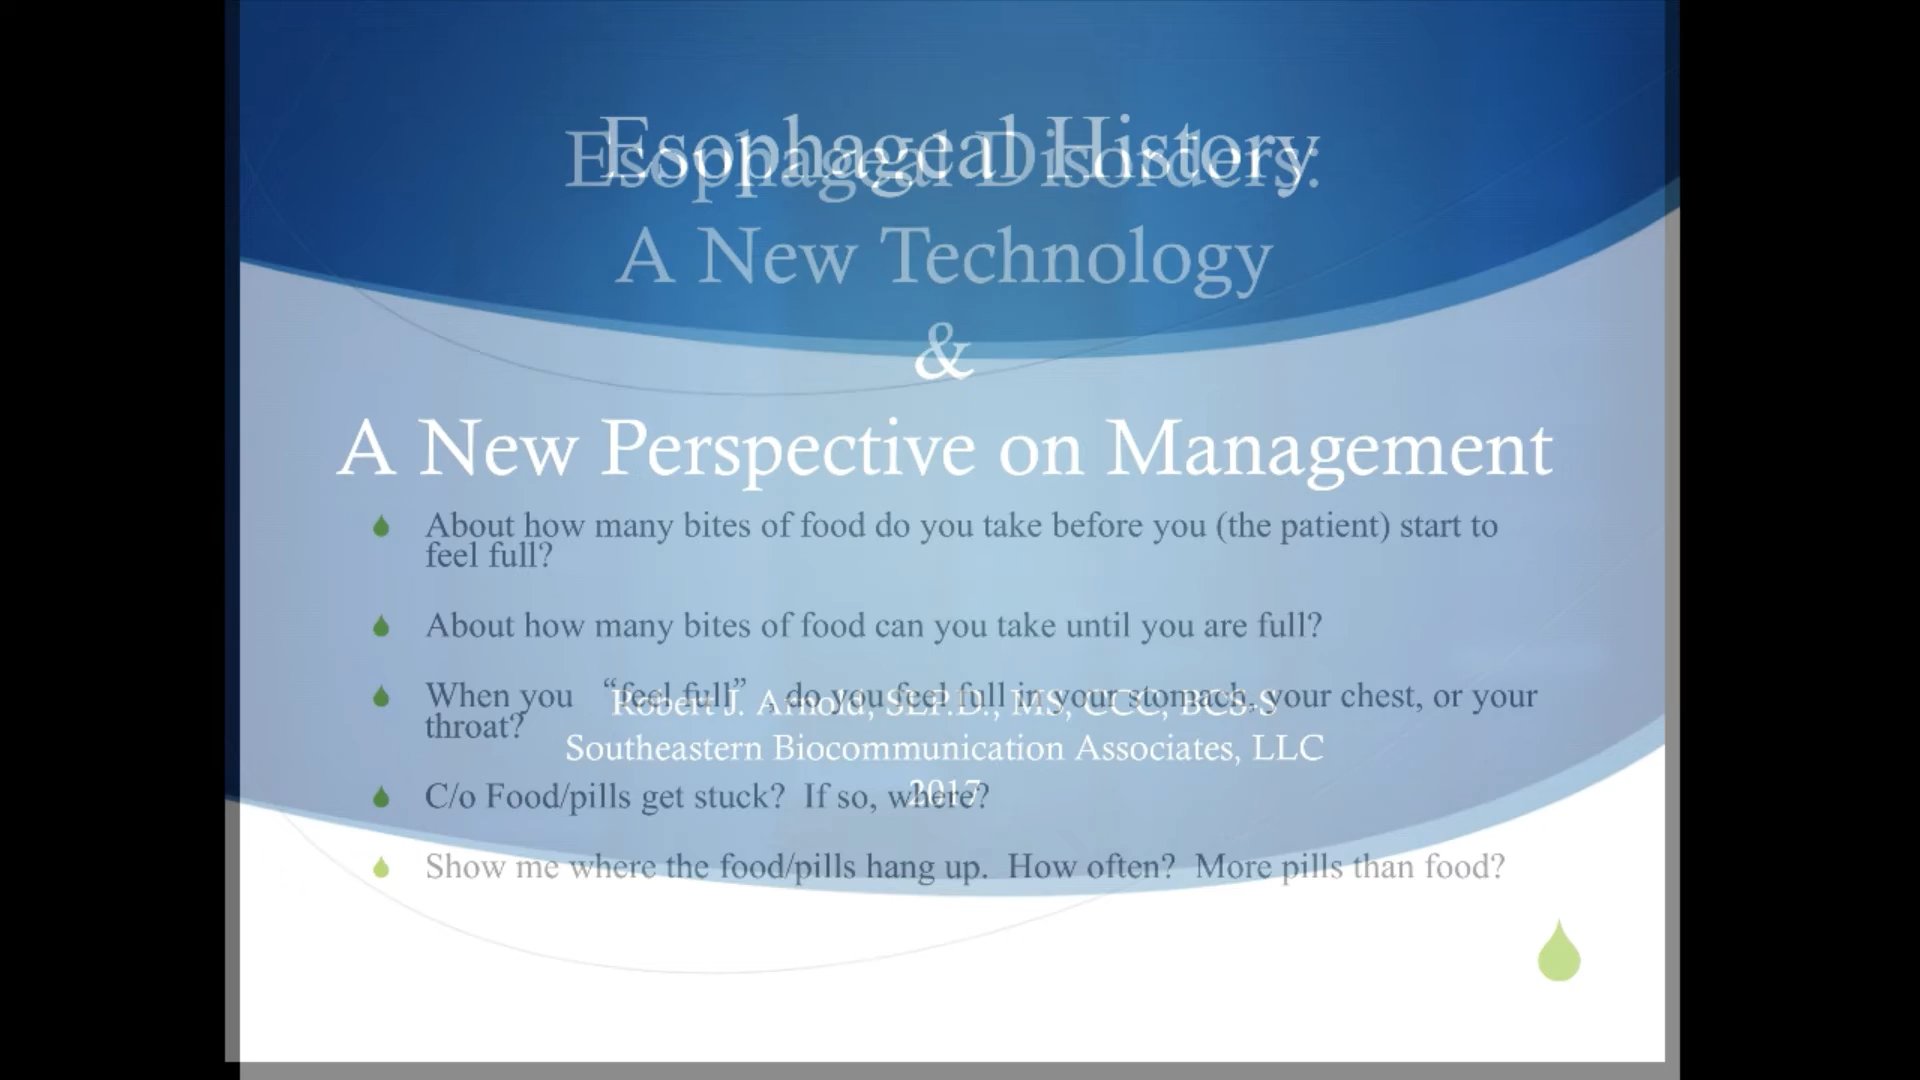 Esophageal History
Esophageal Disorders:
A New Technology
&
A New Perspective on Management
About how many bites of food do you take before you (the patient) start to
feel full?
About how many bites of food can you take until you are full?
When you “feel full” , do you feel full in your stomach, your chest, or your
throat?
Robert J. Arnold, SLP.D., MS, CCC, BCS-S
Southeastern Biocommunication Associates, LLC
2017
C/o Food/pills get stuck? If so, where?
Show me where the food/pills hang up. How often? More pills than food?